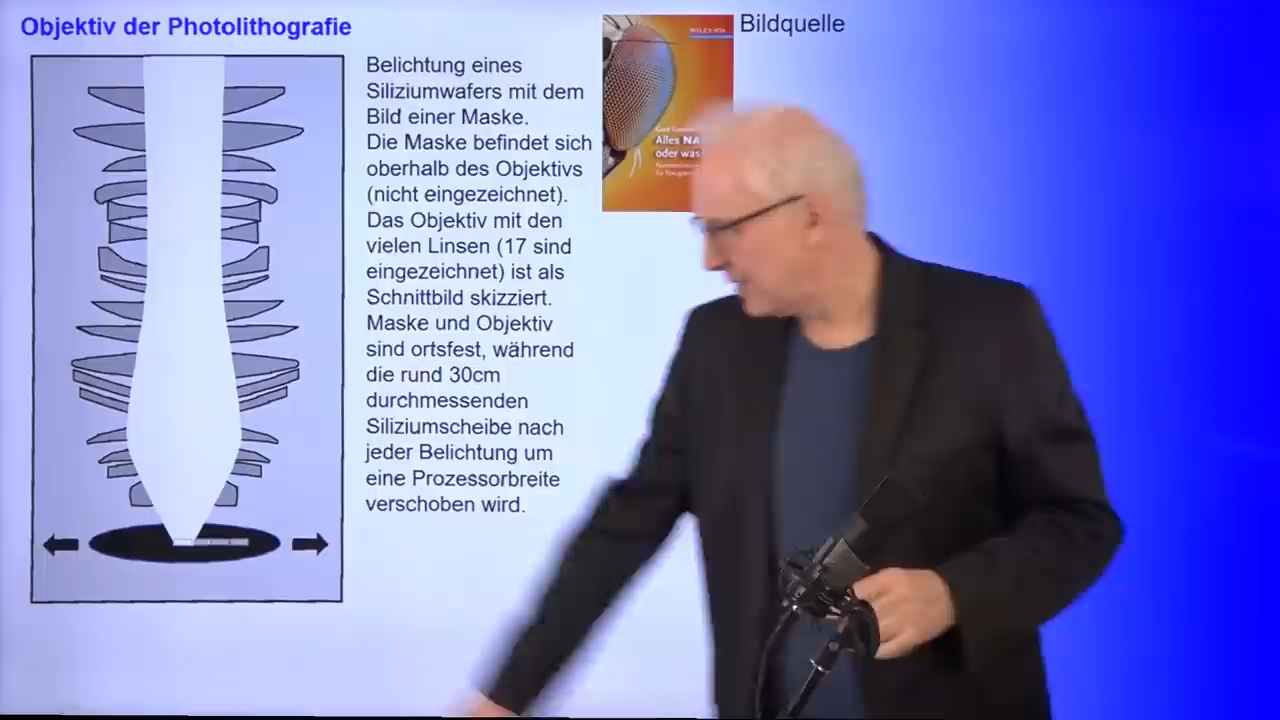 Objektiv der Photolithografie
Belichtung eines
Siliziumwafers mit dem
Bild einer Maske.
Die Maske befindet sich
oberhalb des Objektivs
(nicht eingezeichnet).
Das Objektiv mit den
vielen Linsen (17 sind
eingezeichnet) ist als
Schnittbild skizziert.
Maske und Objektiv
sind ortsfest, während
die rund 30cm
durchmessenden
Siliziumscheibe nach
jeder Belichtung um
eine Prozessorbreite
verschoben wird.
Bildquelle
WILEY-VCH
Alles NA
oder was